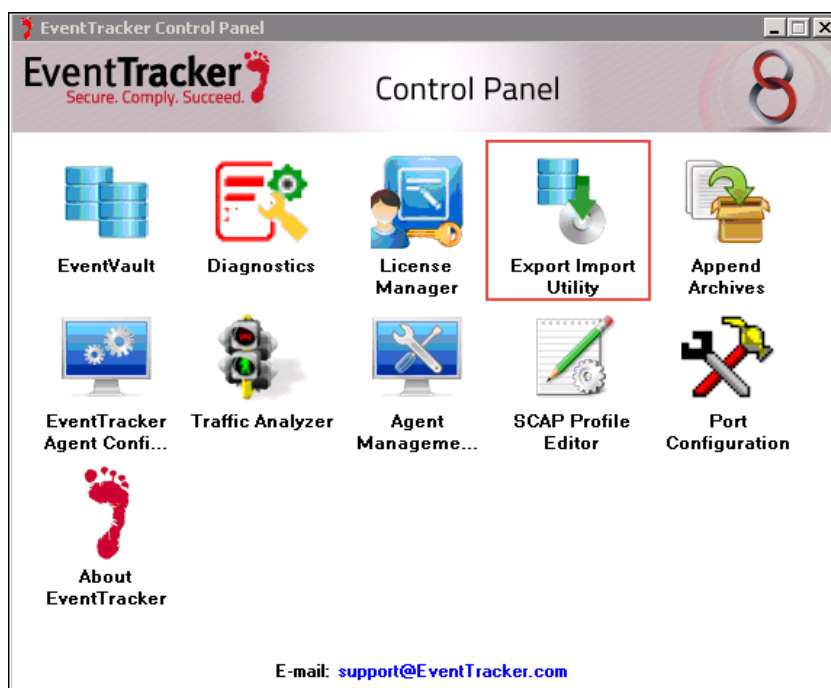 EventTracker Control Panel
EventTracker
Secure. Comply. Succeed.
Control Panel
8
EventVault
Diagnostics
License
Manager
Export Import
Utility
Append
Archives
EventTracker
Agent Confi...
Traffic Analyzer
Agent
Manageme...
SCAP Profile
Editor
Port
Configuration
About
EventTracker
E-mail: support@EventTracker.com